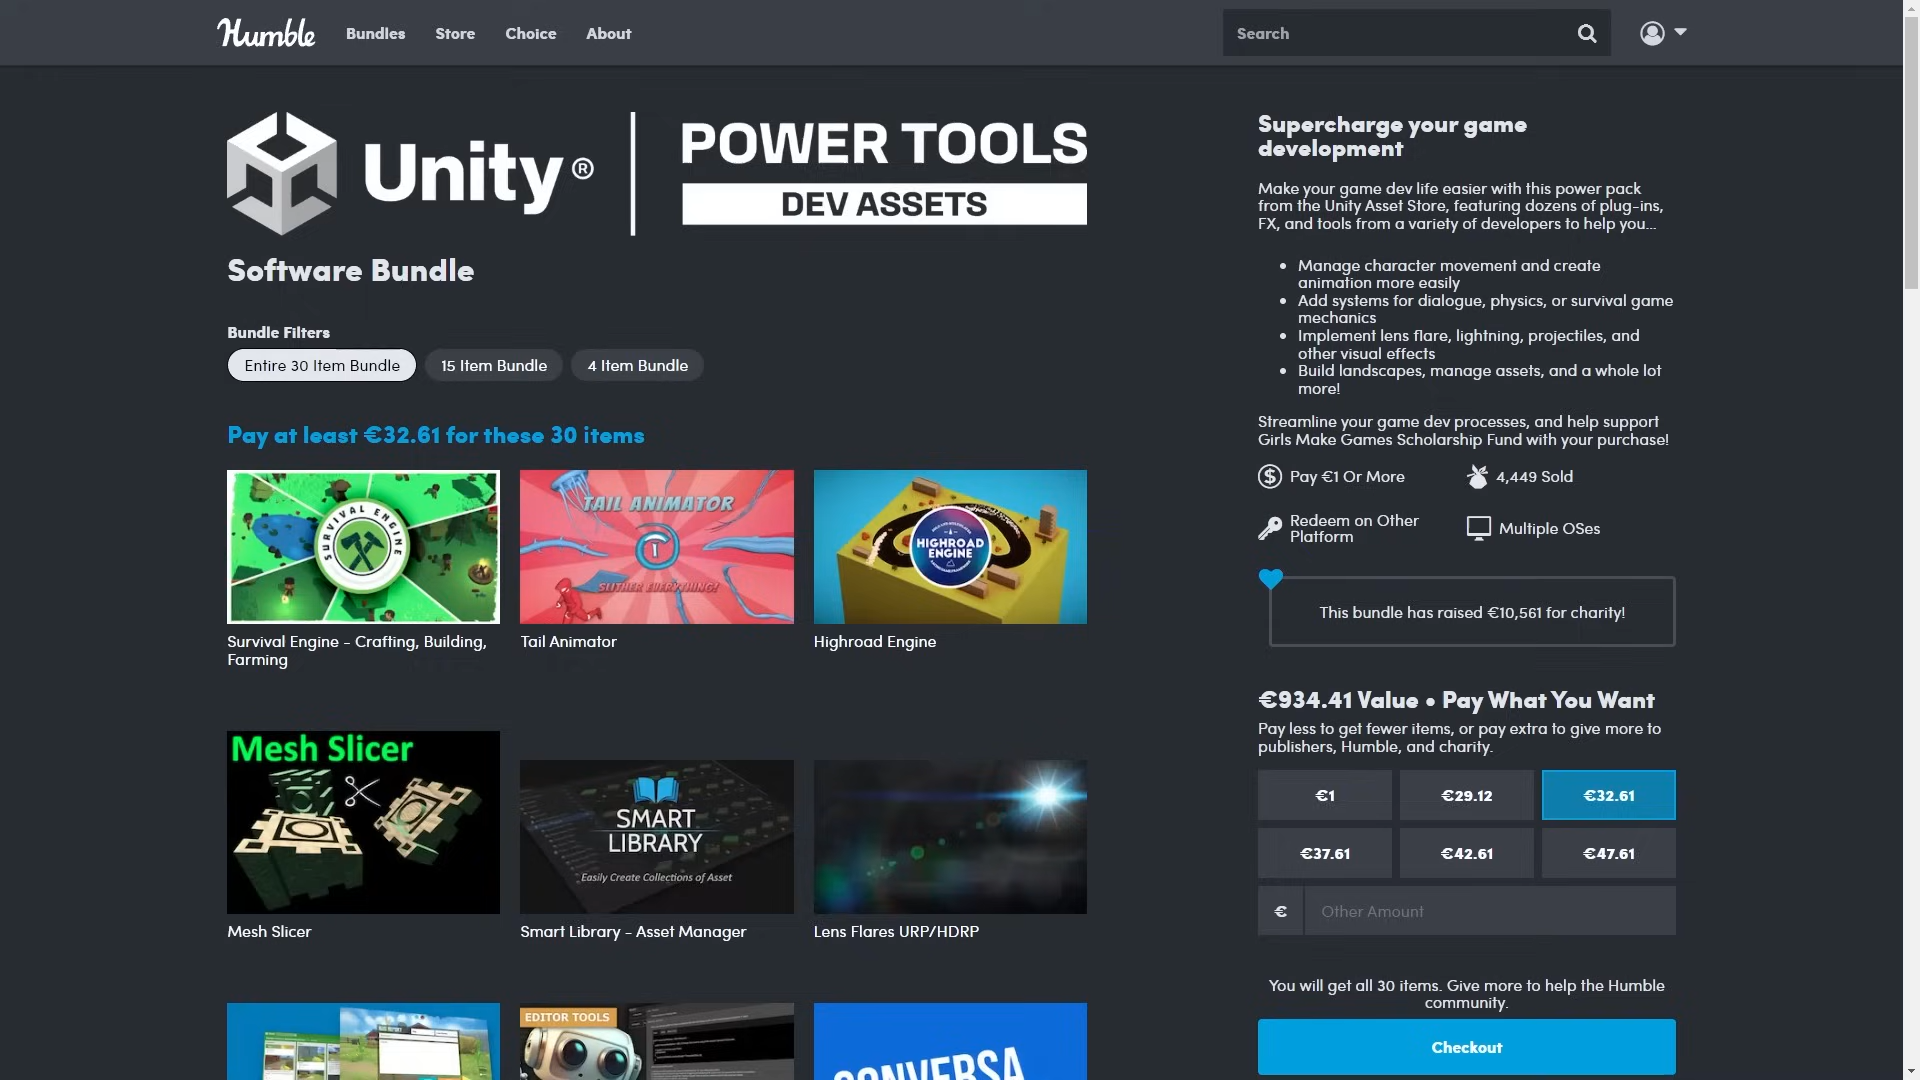 Humble
Bundles
Store
Choice
About
Search
Unity®
POWER TOOLS
DEV ASSETS
Software Bundle
Bundle Filters
Entire 30 Item Bundle
15 Item Bundle
4 Item Bundle
Pay at least €32.61 for these 30 items
SURVIVAL ENGINE
TAIL ANIMATOR
SLITHER EVERYTHING!
HIGHROAD
ENGINE
Survival Engine - Crafting, Building,
Farming
Tail Animator
Highroad Engine
Mesh Slicer
SMART
LIBRARY
Easily Create Collections of Asset
Mesh Slicer
Smart Library - Asset Manager
Lens Flares URP/HDRP
EDITOR TOOLS
CONVERSA
Supercharge your game
development
Make your game dev life easier with this power pack
from the Unity Asset Store, featuring dozens of plug-ins,
FX, and tools from a variety of developers to help you...
• Manage character movement and create
animation more easily
• Add systems for dialogue, physics, or survival game
mechanics
• Implement lens flare, lightning, projectiles, and
other visual effects
• Build landscapes, manage assets, and a whole lot
more!
Streamline your game dev processes, and help support
Girls Make Games Scholarship Fund with your purchase!
Pay €1 Or More
4,449 Sold
Redeem on Other
Platform
Multiple OSes
This bundle has raised €10,561 for charity!
€934.41 Value • Pay What You Want
Pay less to get fewer items, or pay extra to give more to
publishers, Humble, and charity.
€1
€29.12
€32.61
€37.61
€42.61
€47.61
€
Other Amount
You will get all 30 items. Give more to help the Humble
community.
Checkout